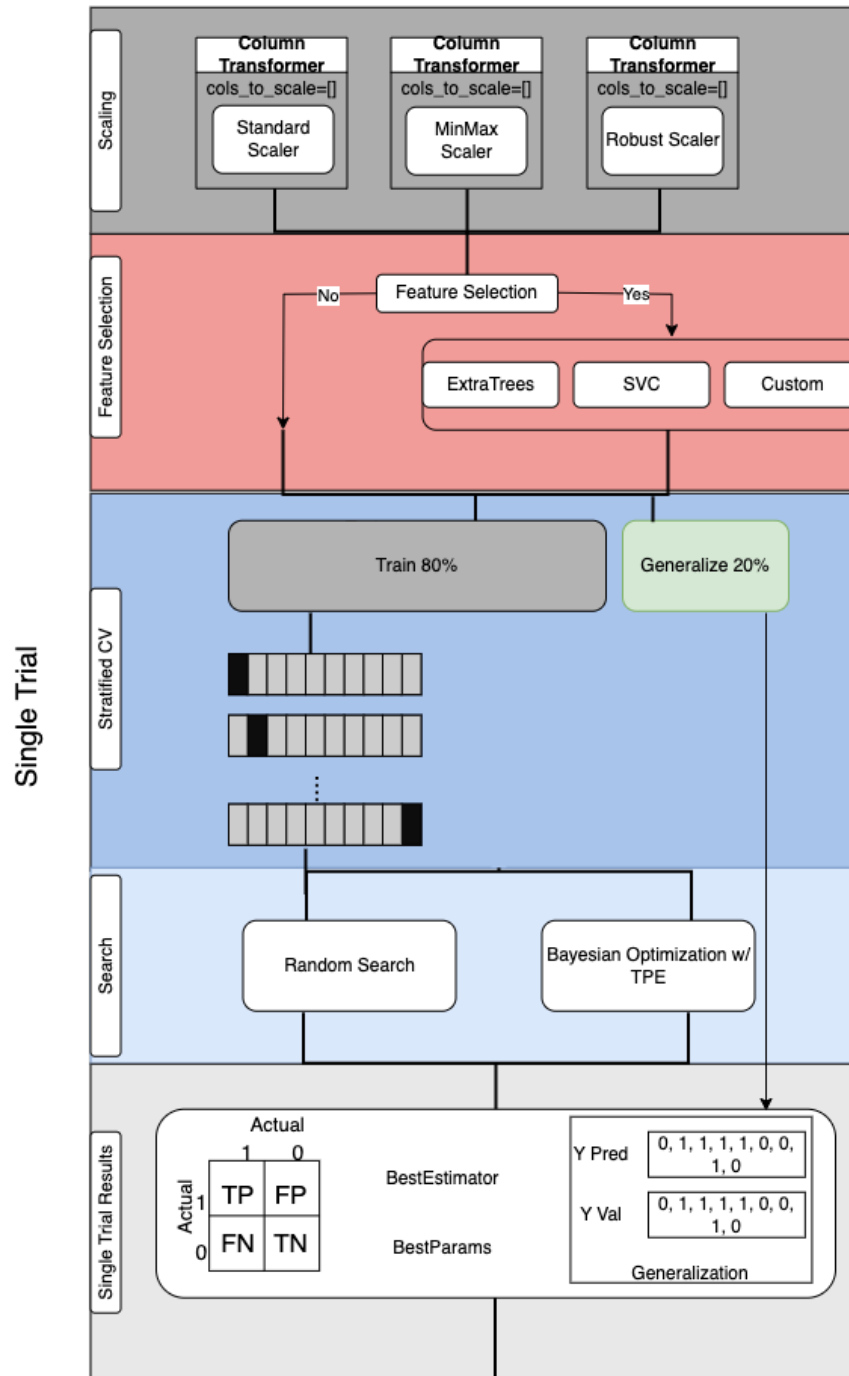 Single Trial
Scaling
Column
Transformer
cols_to_scale=[]
Standard
Scaler
Column
Transformer
cols_to_scale=[]
MinMax
Scaler
Column
Transformer
cols_to_scale=[]
Robust Scaler
Feature Selection
Feature Selection
No
Yes
ExtraTrees
SVC
Custom
Stratified CV
Train 80%
Generalize 20%
Search
Random Search
Bayesian Optimization w/
TPE
Single Trial Results
Actual
1 0
Actual
1
TP FP
0
FN TN
BestEstimator
BestParams
Y Pred
0, 1, 1, 1, 1, 0, 0,
1, 0
Y Val
0, 1, 1, 1, 1, 0, 0,
1, 0
Generalization